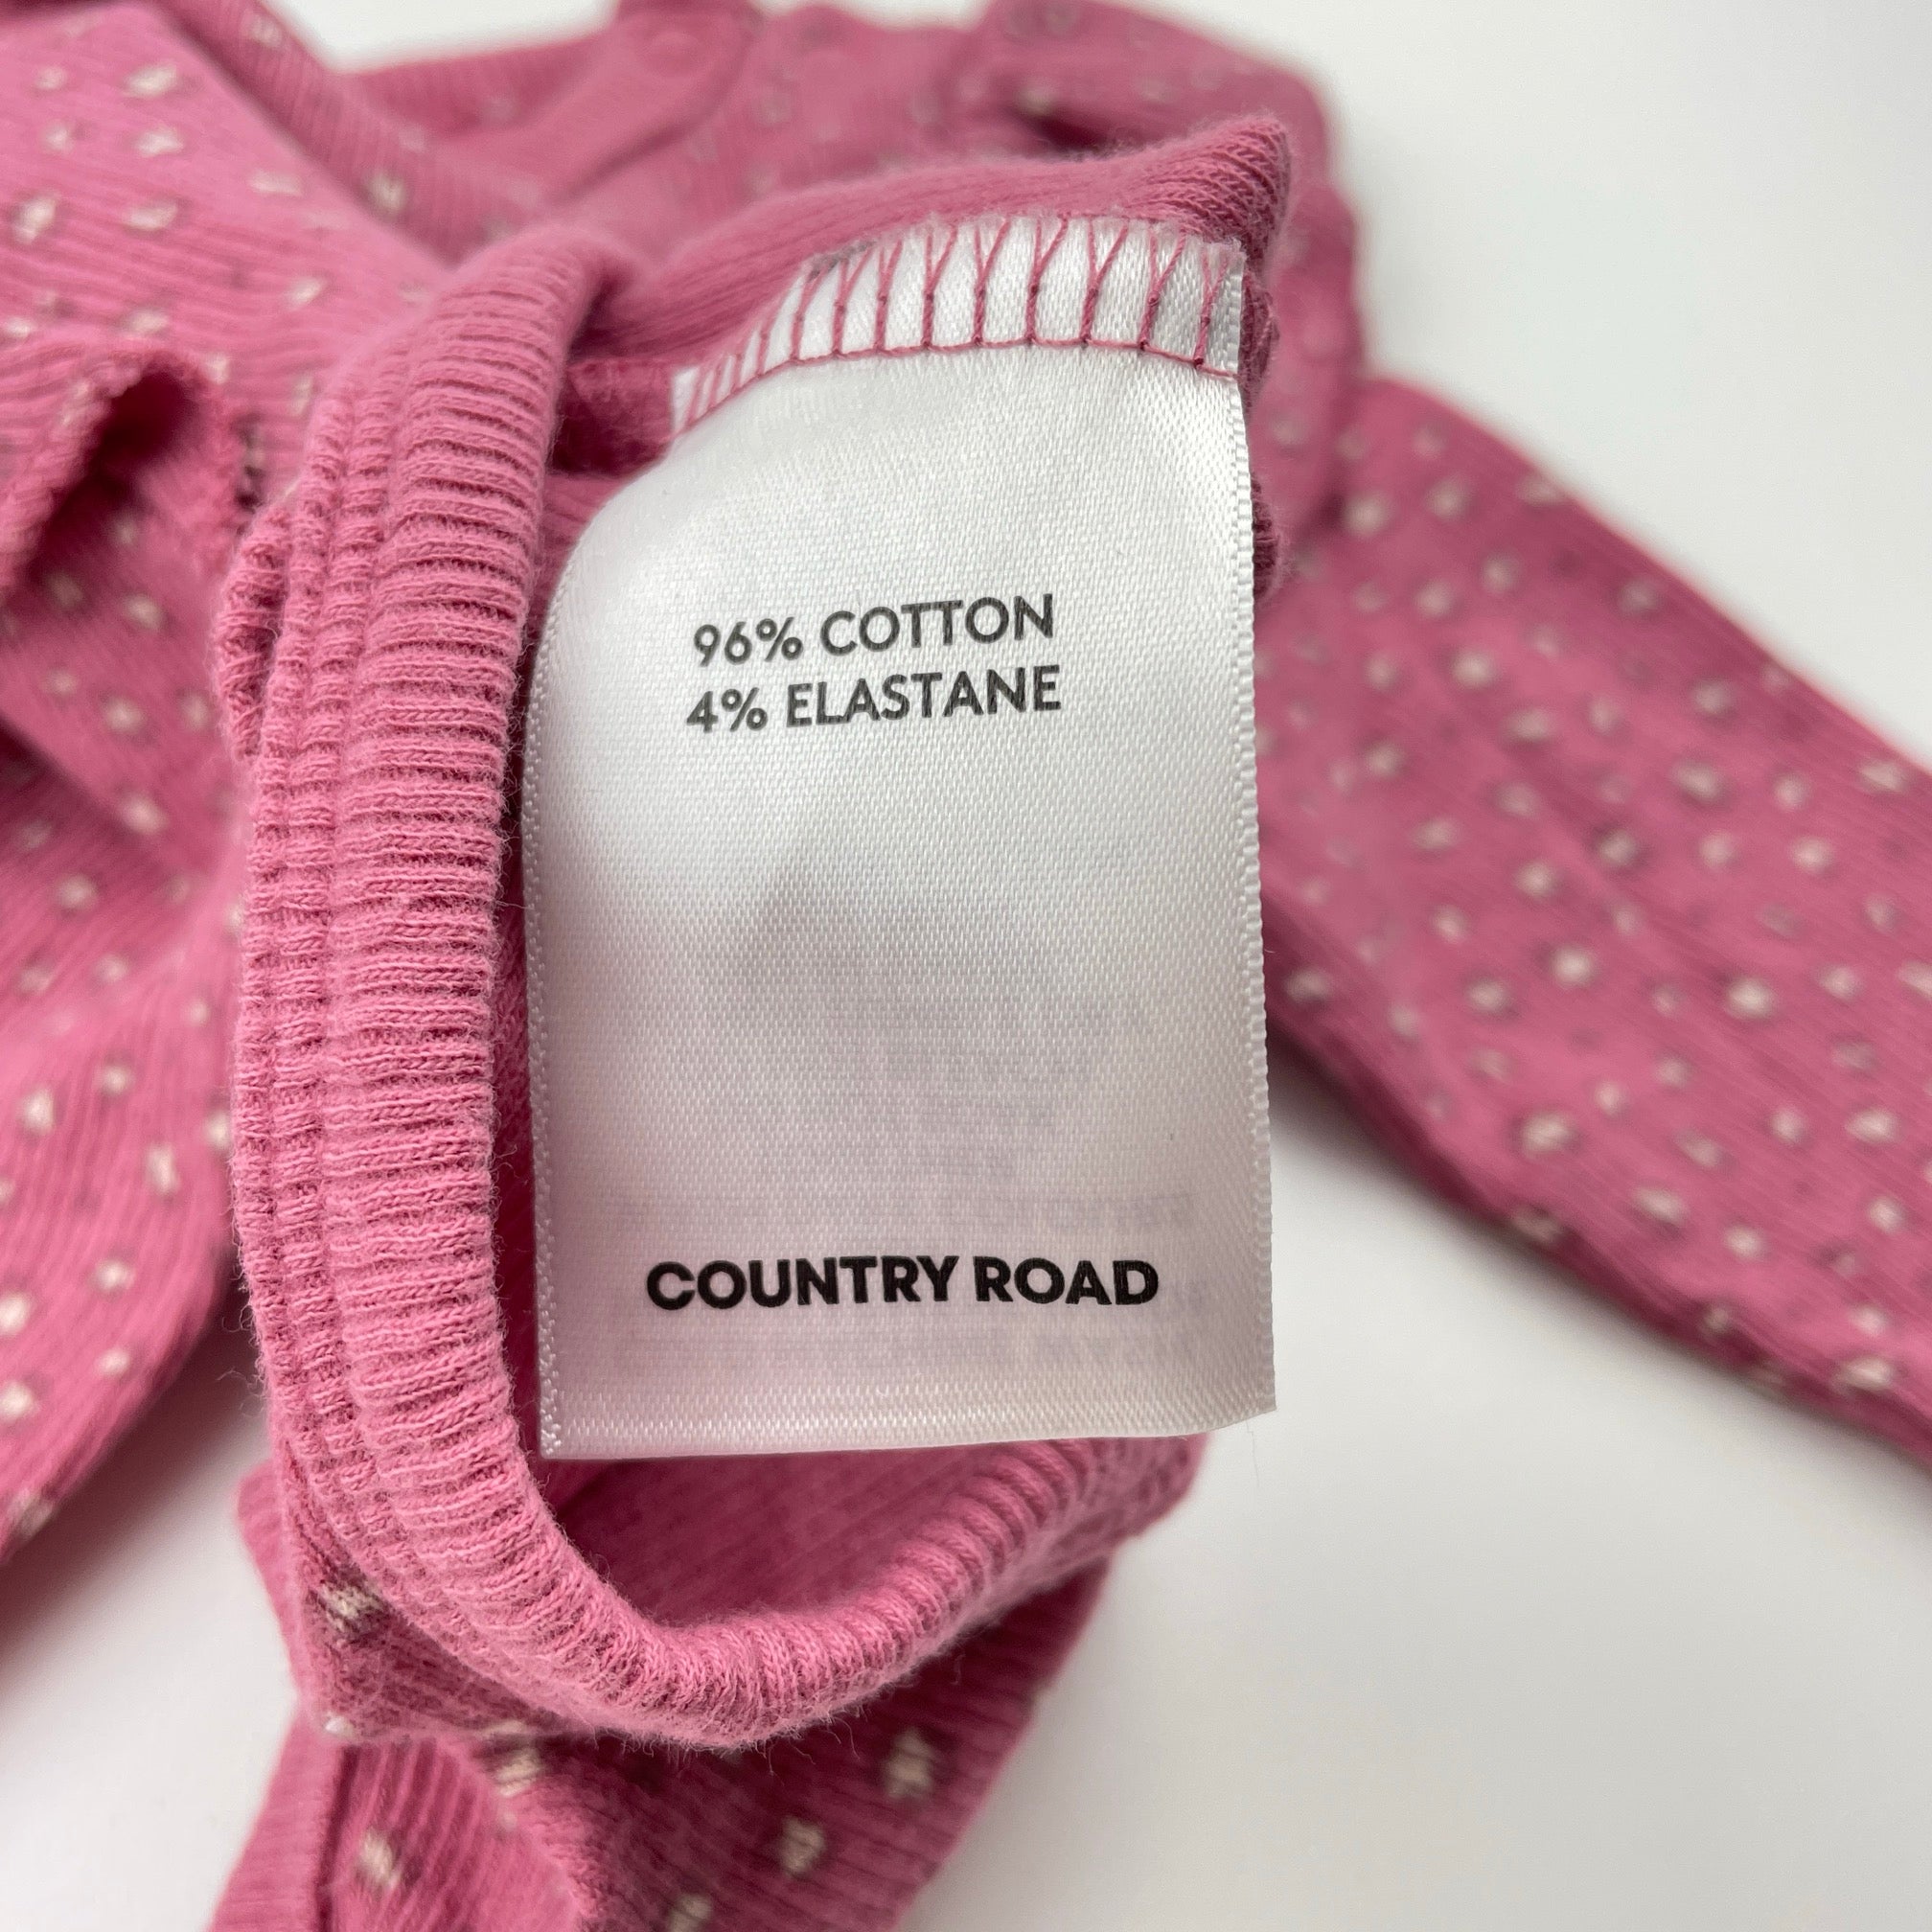 96% COTTON
4% ELASTANE
COUNTRY ROAD